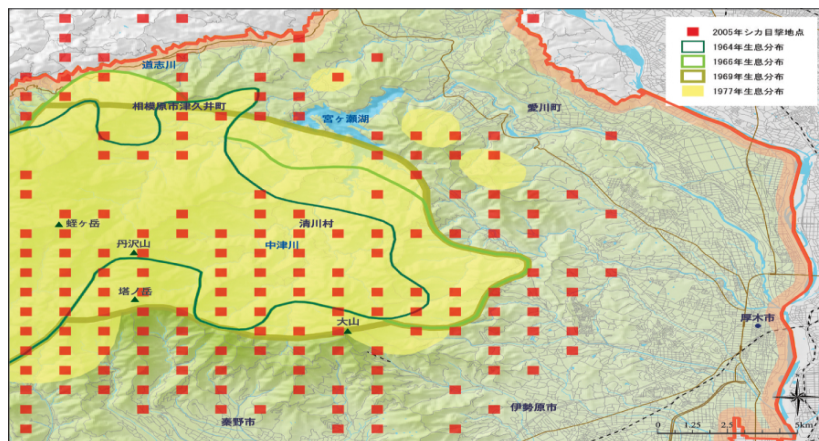 2005年シカ目撃地点
1964年生息分布
1966年生息分布
1969年生息分布
1977年生息分布
道志川
相模原市津久井町
宮ヶ瀬湖
愛川町
蛭ヶ岳
丹沢山
清川村
中津川
塔ノ岳
大山
厚木市
秦野市
伊勢原市
0 1.25 2.5 5km